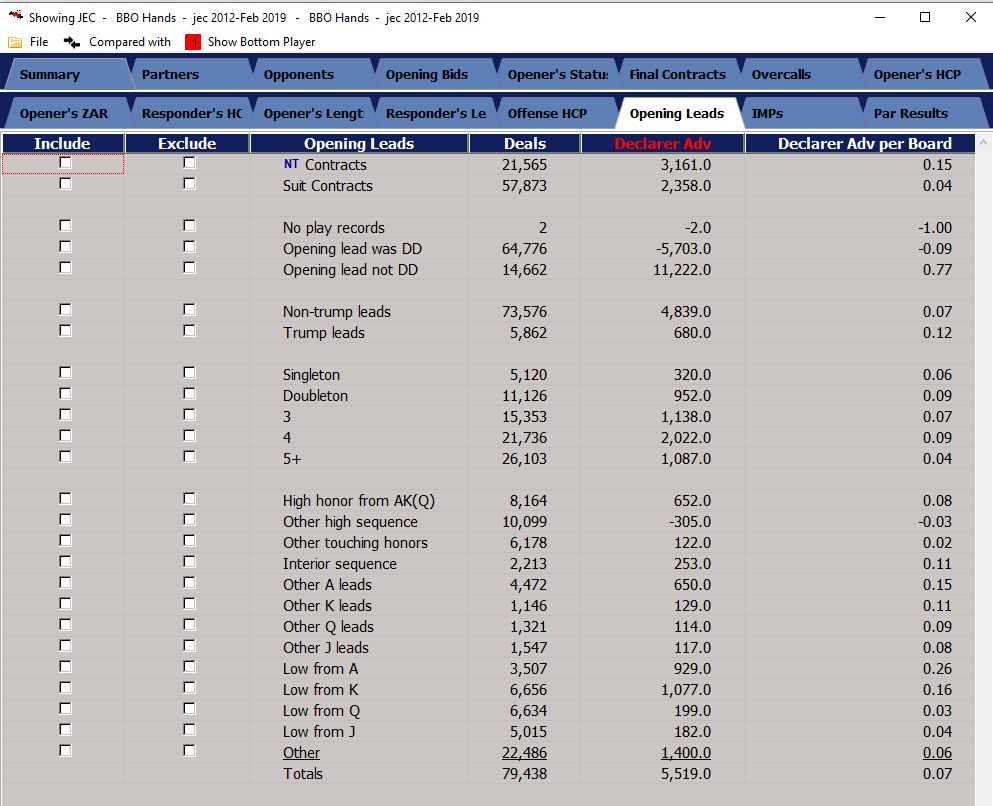 Showing JEC - BBO Hands - jec 2012-Feb 2019 - BBO Hands - jec 2012-Feb 2019
File Compared with Show Bottom Player
Summary Partners Opponents Opening Bids Opener's Statu Final Contracts Overcalls Opener's HCP
Opener's ZAR Responder's HC Opener's Lengt Responder's Le Offense HCP Opening Leads IMPs Par Results
Include Exclude Opening Leads Deals Declarer Adv Declarer Adv per Board
NT Contracts 21,565 3,161.0 0.15
Suit Contracts 57,873 2,358.0 0.04
No play records 2 -2.0 -1.00
Opening lead was DD 64,776 -5,703.0 -0.09
Opening lead not DD 14,662 11,222.0 0.77
Non-trump leads 73,576 4,839.0 0.07
Trump leads 5,862 680.0 0.12
Singleton 5,120 320.0 0.06
Doubleton 11,126 952.0 0.09
3 15,353 1,138.0 0.07
4 21,736 2,022.0 0.09
5+ 26,103 1,087.0 0.04
High honor from AK(Q) 8,164 652.0 0.08
Other high sequence 10,099 -305.0 -0.03
Other touching honors 6,178 122.0 0.02
Interior sequence 2,213 253.0 0.11
Other A leads 4,472 650.0 0.15
Other K leads 1,146 129.0 0.11
Other Q leads 1,321 114.0 0.09
Other J leads 1,547 117.0 0.08
Low from A 3,507 929.0 0.26
Low from K 6,656 1,077.0 0.16
Low from Q 6,634 199.0 0.03
Low from J 5,015 182.0 0.04
Other 22,486 1,400.0 0.06
Totals 79,438 5,519.0 0.07